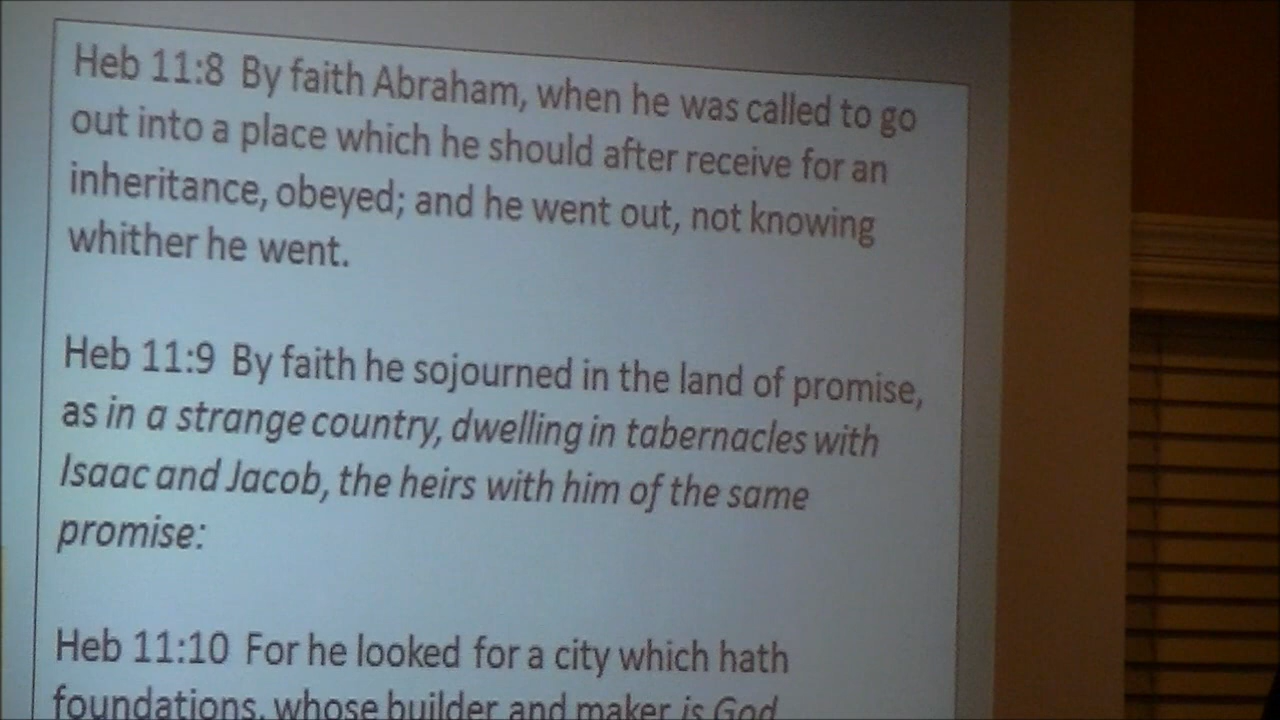 Heb 11:8 By faith Abraham, when he was called to go
out into a place which he should after receive for an
inheritance, obeyed; and he went out, not knowing
whither he went.
Heb 11:9 By faith he sojourned in the land of promise,
as in a strange country, dwelling in tabernacles with
Isaac and Jacob, the heirs with him of the same
promise:
Heb 11:10 For he looked for a city which hath
foundations, whose builder and maker is God